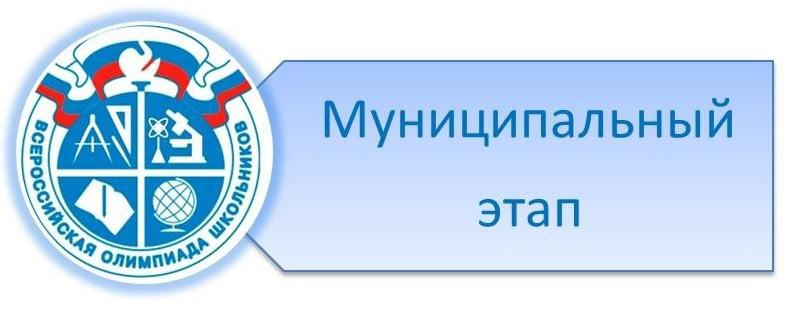 ВСЕРОССИЙСКАЯ ОЛИМПИАДА ШКОЛЬНИКОВ
Муниципальный
этап